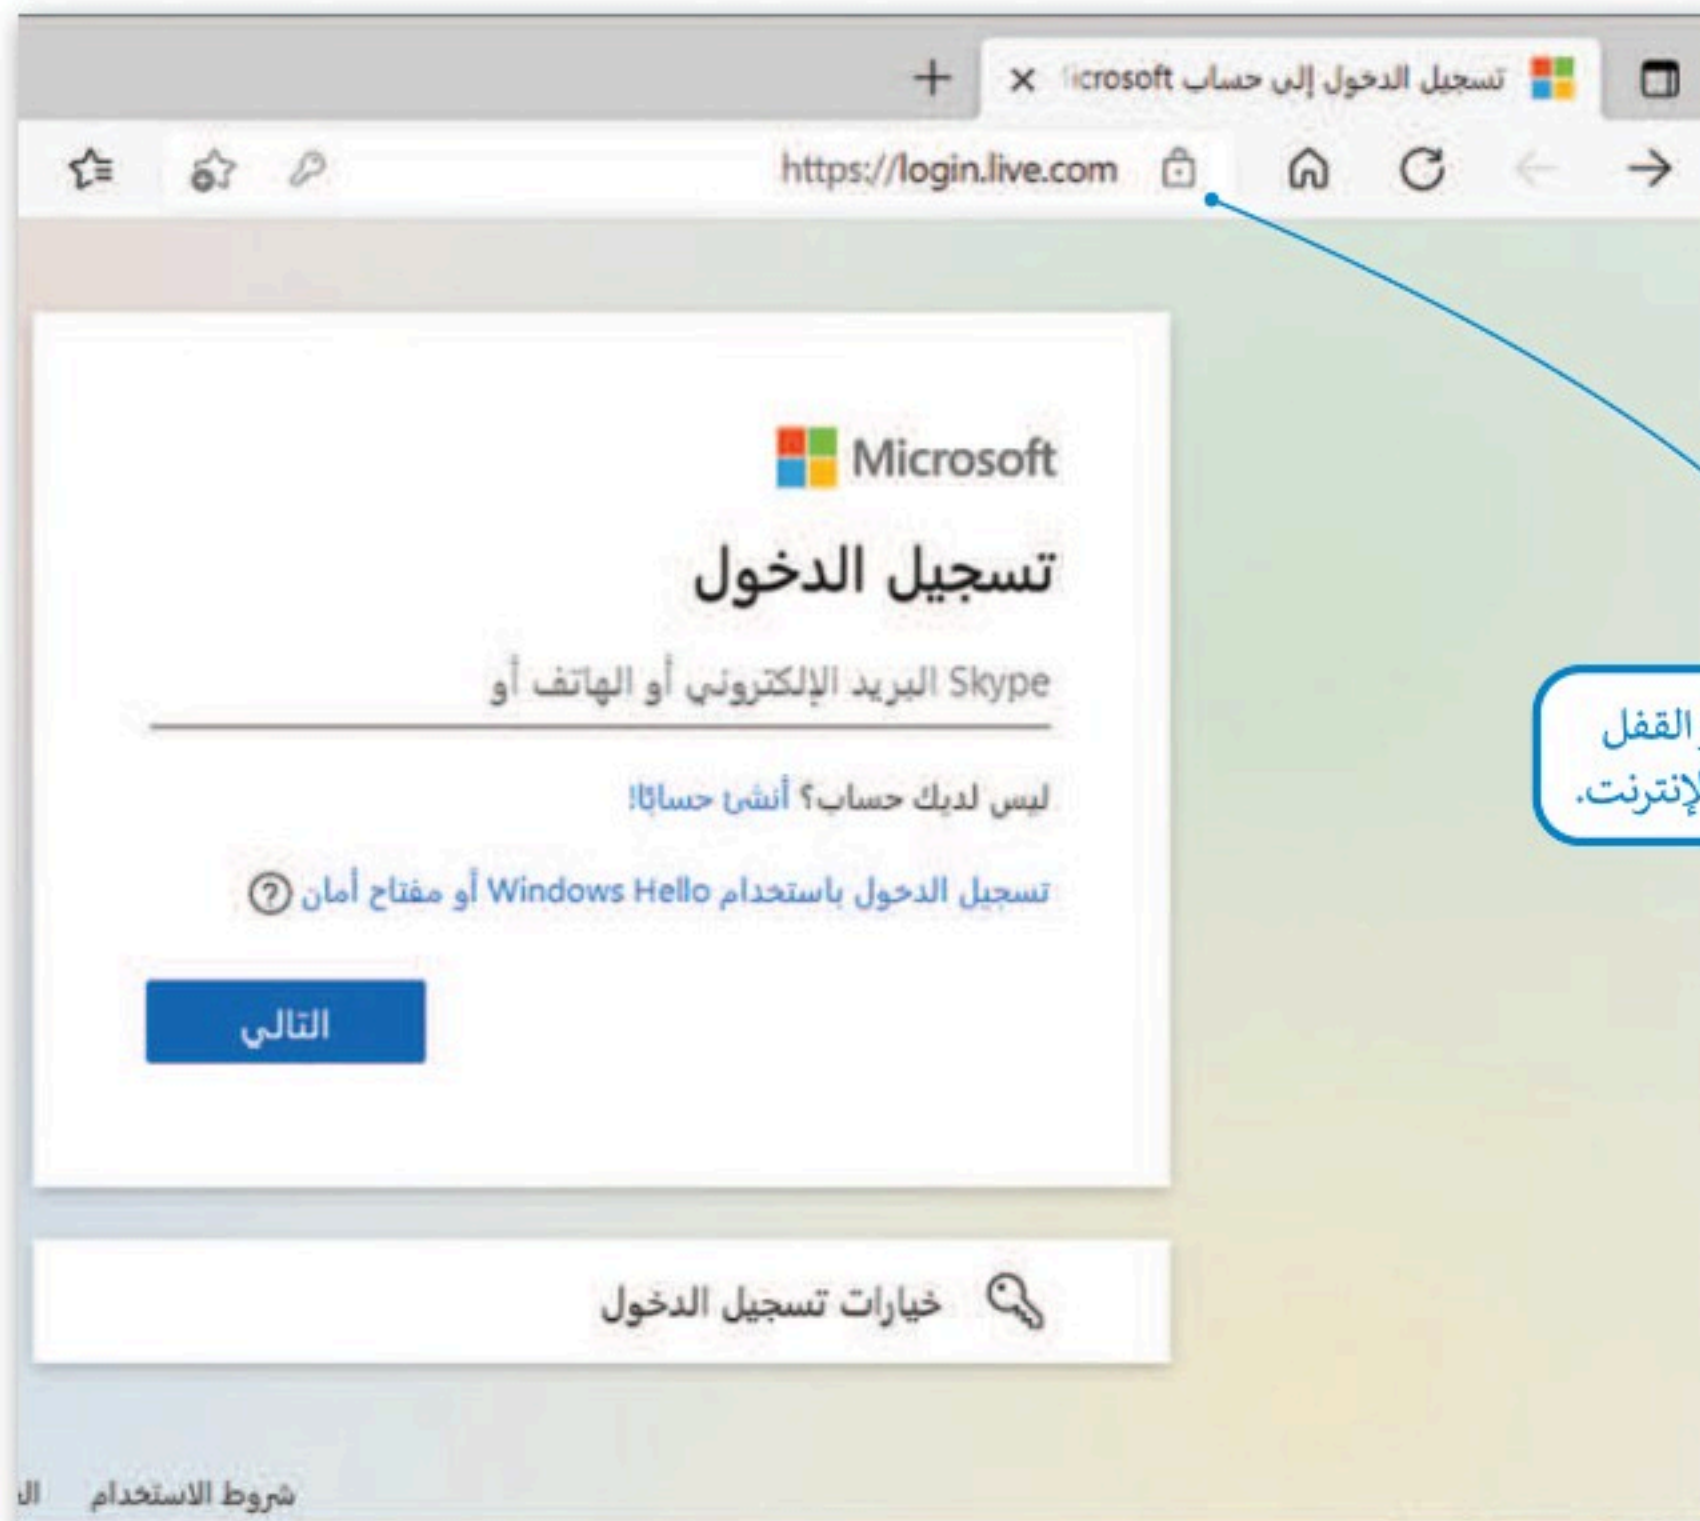 تسجيل الدخول إلى حساب icrosoft
https://login.live.com
Microsoft
تسجيل الدخول
Skype البريد الإلكتروني أو الهاتف أو
ليس لديك حساب؟ أنشئ حسابًا!
تسجيل الدخول باستخدام Windows Hello أو مفتاح أمان
التالي
القفل
لإنترنت.
خيارات تسجيل الدخول
شروط الاستخدام